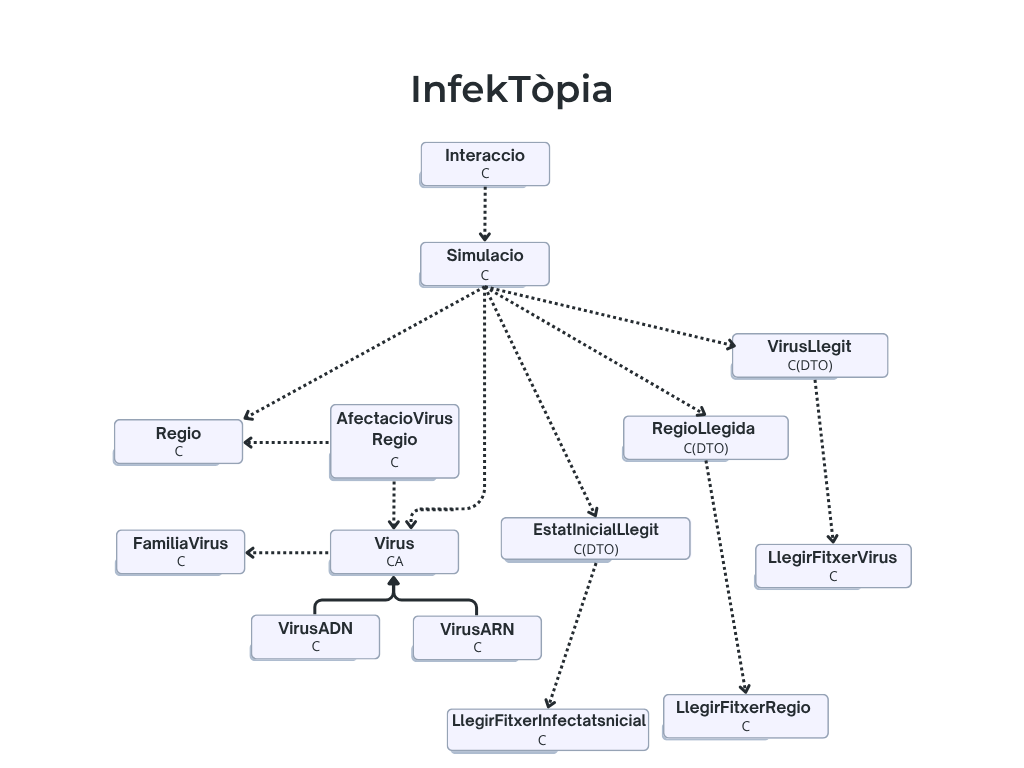 InfekTòpia
Interaccio
C
Simulacio
C
VirusLlegit
C(DTO)
AfectacioVirus
Regio
C
Regio
C
RegioLlegida
C(DTO)
EstatInicialLlegit
C(DTO)
FamiliaVirus
C
Virus
CA
LlegirFitxerVirus
C
VirusADN
C
VirusARN
C
LlegirFitxerInfectatsnicial
C
LlegirFitxerRegio
C